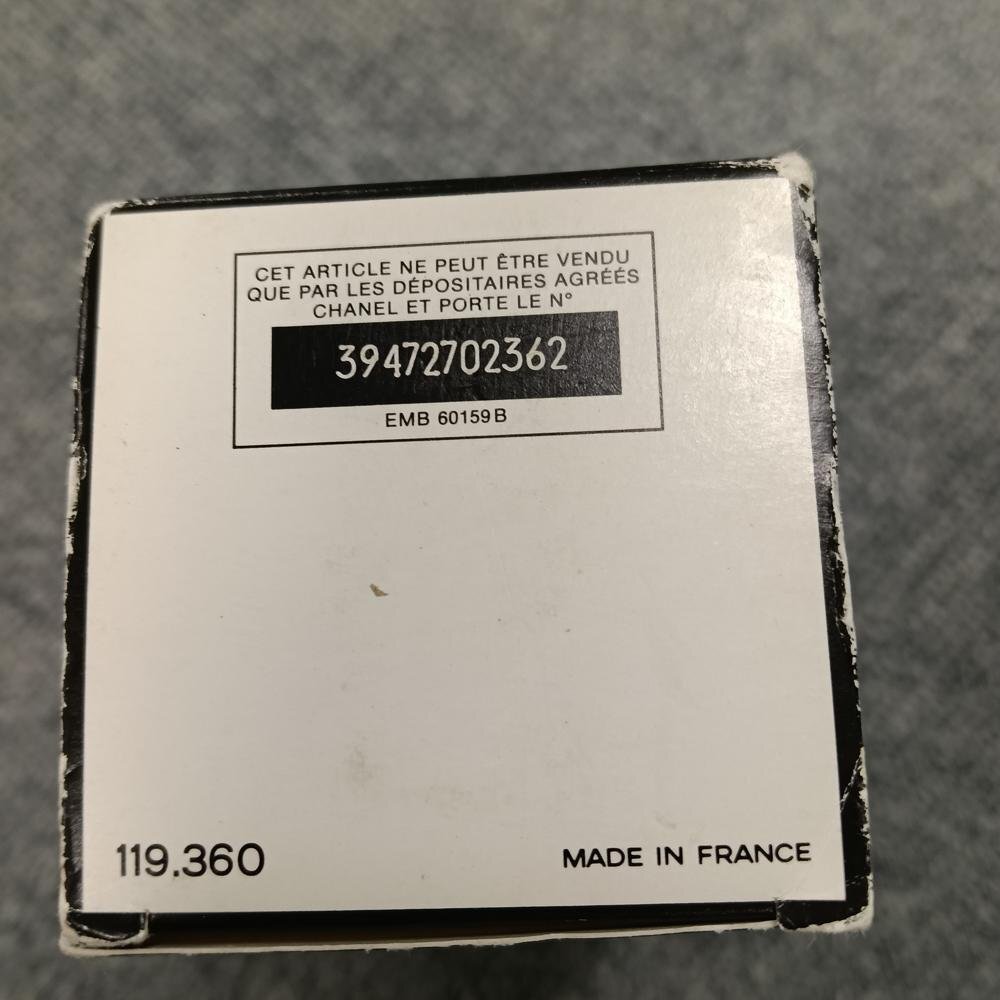 CET ARTICLE NE PEUT ÊTRE VENDU
QUE PAR LES DÉPOSITAIRES AGRÉÉS
CHANEL ET PORTE LE N°
39472702362
EMB 60159B
119.360
MADE IN FRANCE